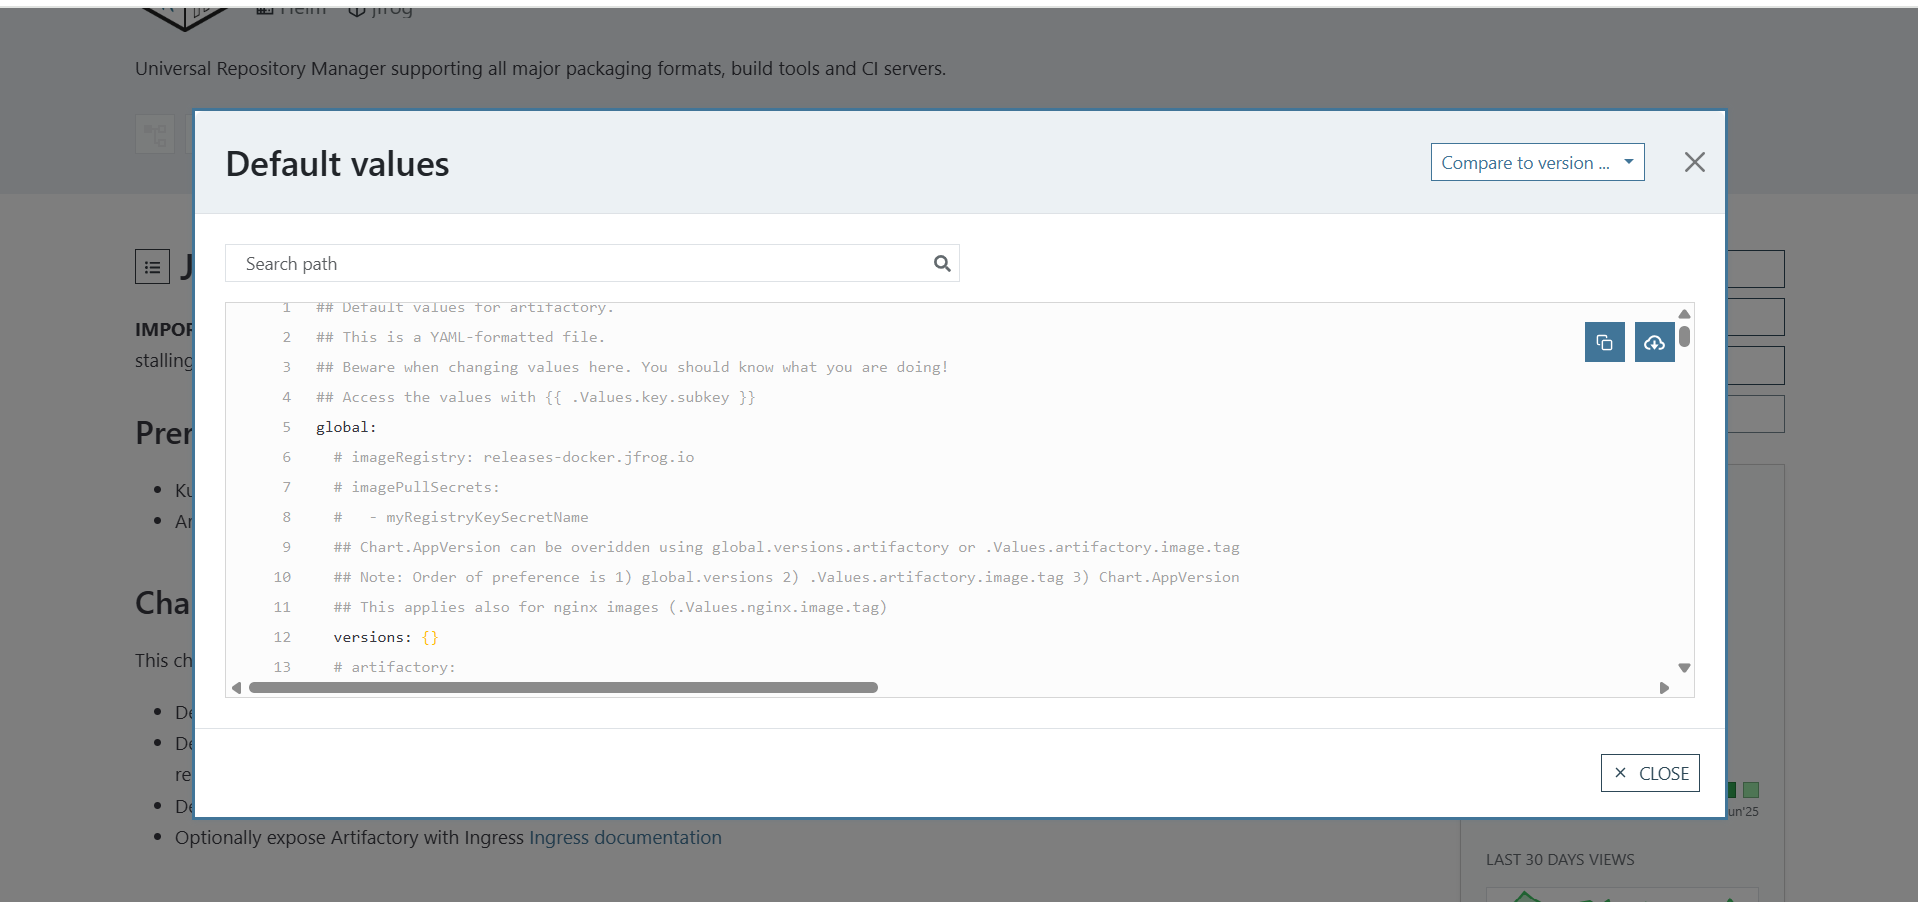 Helm jfrog
Universal Repository Manager supporting all major packaging formats, build tools and CI servers.
Default values
Compare to version ...
Search path
1 ## Default values for artifactory.
2 ## This is a YAML-formatted file.
3 ## Beware when changing values here. You should know what you are doing!
4 ## Access the values with {{ .Values.key.subkey }}
5 global:
6 # imageRegistry: releases-docker.jfrog.io
7 # imagePullSecrets:
8 #   - myRegistryKeySecretName
9 ## Chart.AppVersion can be overidden using global.versions.artifactory or .Values.artifactory.image.tag
10 ## Note: Order of preference is 1) global.versions 2) .Values.artifactory.image.tag 3) Chart.AppVersion
11 ## This applies also for nginx images (.Values.nginx.image.tag)
12 versions: {}
13 # artifactory:
CLOSE
J
IMPOR
stalling
Prer
Ku
Ar
Cha
This ch
De
De
re
De
Optionally expose Artifactory with Ingress Ingress documentation
un'25
LAST 30 DAYS VIEWS